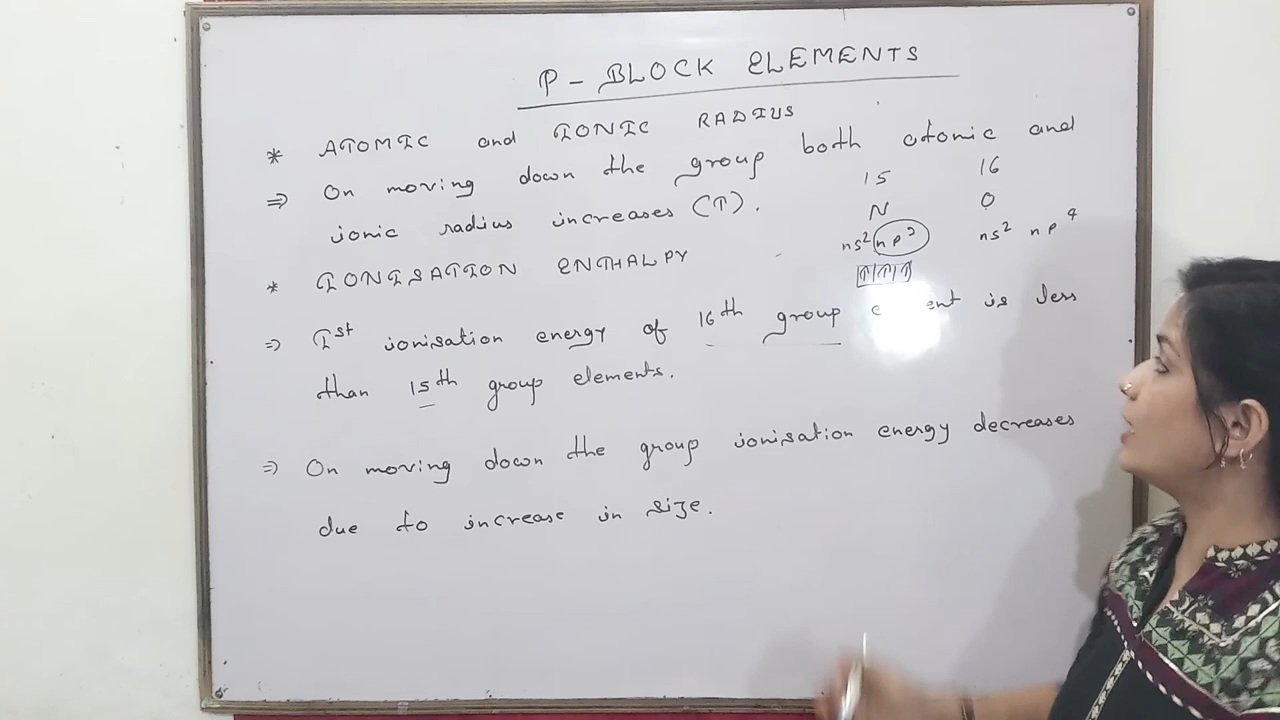 P - BLOCK ELEMENTS
* ATOMIC and IONIC RADIUS
⇒ On moving down the group both atomic and
ionic radius increases (↑).
15 16
N O
ns² np³ ns² np⁴
↑ ↑ ↑
* IONISATION ENTHALPY
⇒ Ist ionisation energy of 16th group is less
than 15th group elements.
⇒ On moving down the group ionisation energy decreases
due to increase in size.